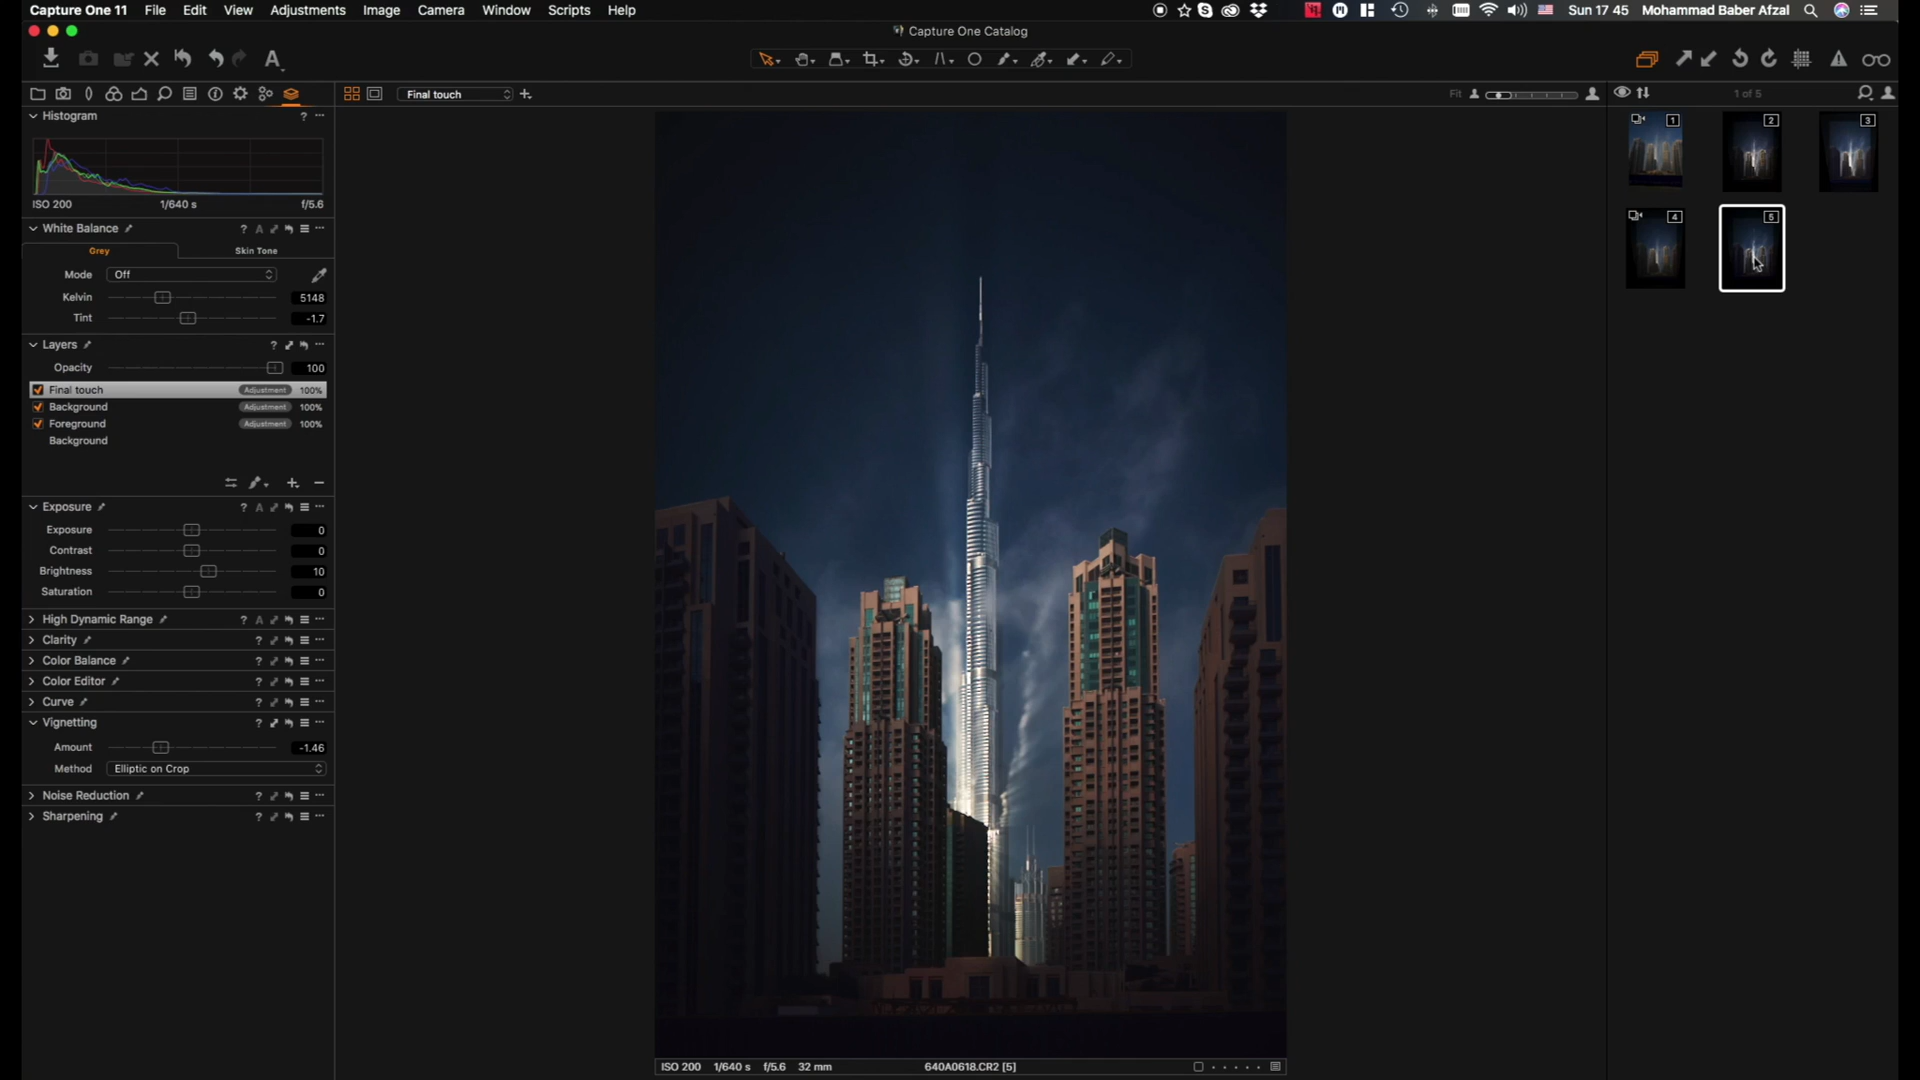 Capture One 11 File Edit View Adjustments Image Camera Window Scripts Help Sun 17 45 Mohammad Baber Afzal
Capture One Catalog
Final touch Fit 1 of 5
Histogram
ISO 200 1/640 s f/5.6
White Balance
Grey Skin Tone
Mode Off
Kelvin 5148
Tint -1.7
Layers
Opacity 100
Final touch Adjustment 100%
Background Adjustment 100%
Foreground Adjustment 100%
Background
Exposure
Exposure 0
Contrast 0
Brightness 10
Saturation 0
High Dynamic Range
Clarity
Color Balance
Color Editor
Curve
Vignetting
Amount -1.46
Method Elliptic on Crop
Noise Reduction
Sharpening
1 2 3
4 5
ISO 200 1/640 s f/5.6 32 mm 640A0618.CR2 [5]